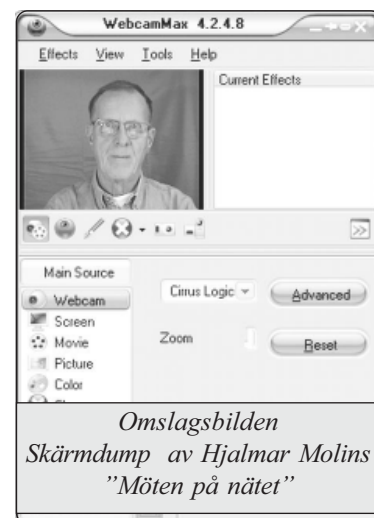 WebcamMax 4.2.4.8
Effects View Tools Help
Current Effects
Main Source
Webcam
Screen
Movie
Picture
Color
Cirrus Logic
Advanced
Zoom
Reset
Omslagsbilden
Skärmdump av Hjalmar Molins
”Möten på nätet”